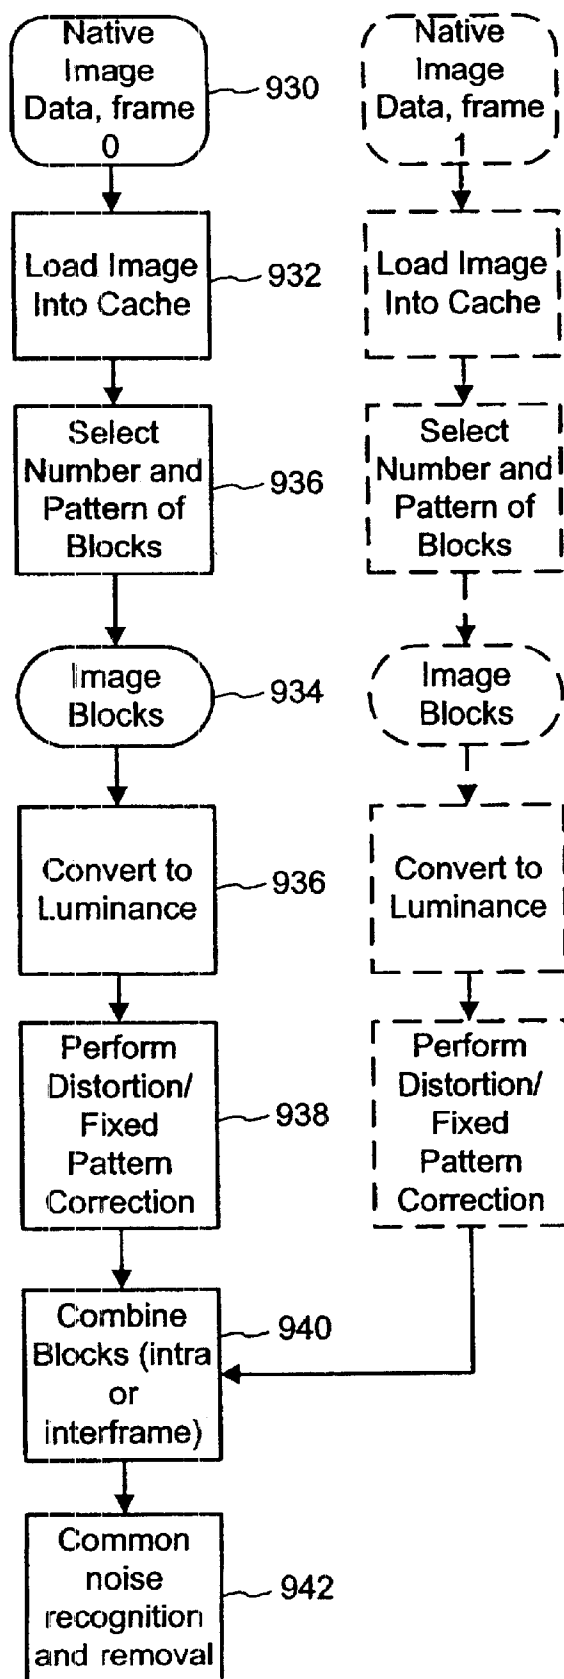 Native
Image
Data, frame
0
930
Load Image
Into Cache
932
Select
Number and
Pattern of
Blocks
936
Image
Blocks
934
Convert to
Luminance
936
Perform
Distortion/
Fixed
Pattern
Correction
938
Combine
Blocks (intra
or
interframe)
940
Common
noise
recognition
and removal
942
Native
Image
Data, frame
1
Load Image
Into Cache
Select
Number and
Pattern of
Blocks
Image
Blocks
Convert to
Luminance
Perform
Distortion/
Fixed
Pattern
Correction